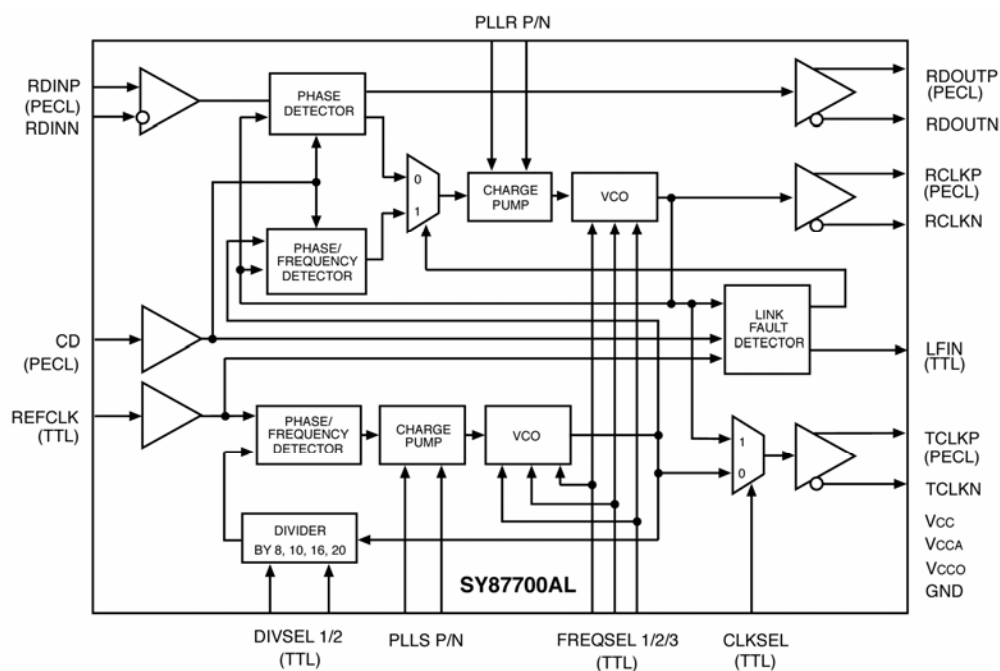 PLLR P/N
RDINP
(PECL)
RDINN
PHASE
DETECTOR
RDOUTP
(PECL)
RDOUTN
0
1
CHARGE
PUMP
VCO
RCLKP
(PECL)
RCLKN
PHASE/
FREQUENCY
DETECTOR
CD
(PECL)
LINK
FAULT
DETECTOR
LFIN
(TTL)
REFCLK
(TTL)
PHASE/
FREQUENCY
DETECTOR
CHARGE
PUMP
VCO
1
0
TCLKP
(PECL)
TCLKN
DIVIDER
BY 8, 10, 16, 20
VCC
VCCA
VCCO
GND
SY87700AL
DIVSEL 1/2
(TTL)
PLLS P/N
FREQSEL 1/2/3
(TTL)
CLKSEL
(TTL)